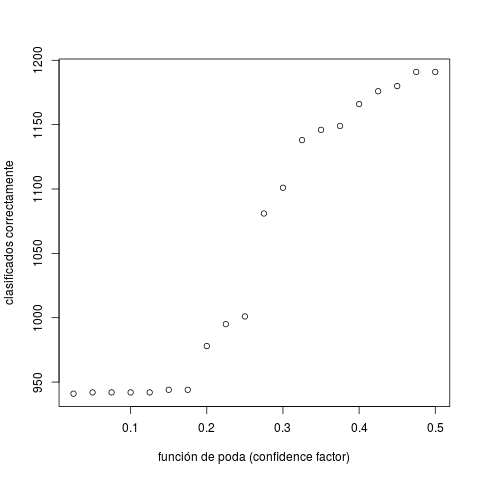 1200
1150
1100
1050
1000
950
clasificados correctamente
0.1 0.2 0.3 0.4 0.5
función de poda (confidence factor)